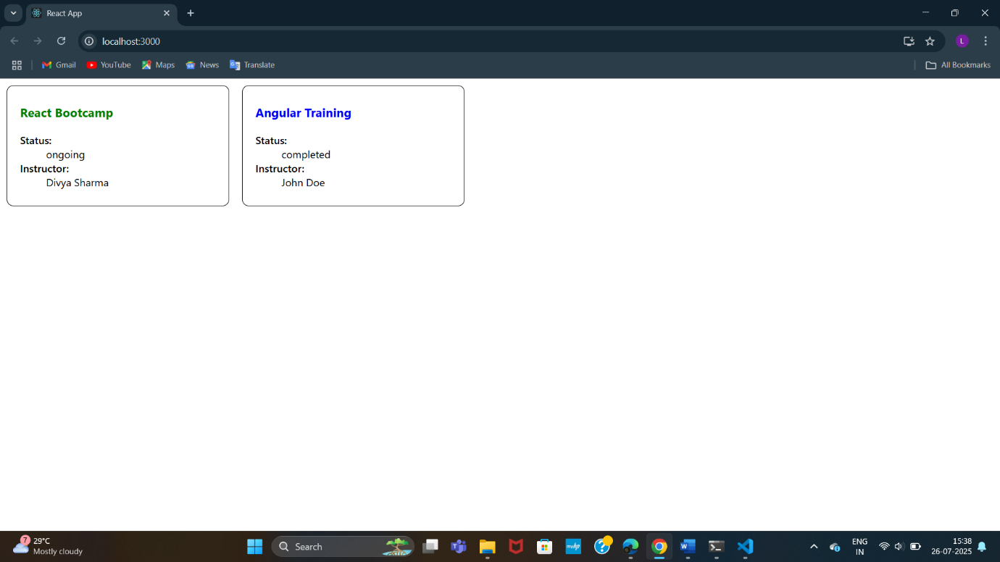 React App
localhost:3000
L
Gmail
YouTube
Maps
News
Translate
All Bookmarks
React Bootcamp
Status:
ongoing
Instructor:
Divya Sharma
Angular Training
Status:
completed
Instructor:
John Doe
7
29°C
Mostly cloudy
Search
myhp
W
ENG
IN
15:38
26-07-2025